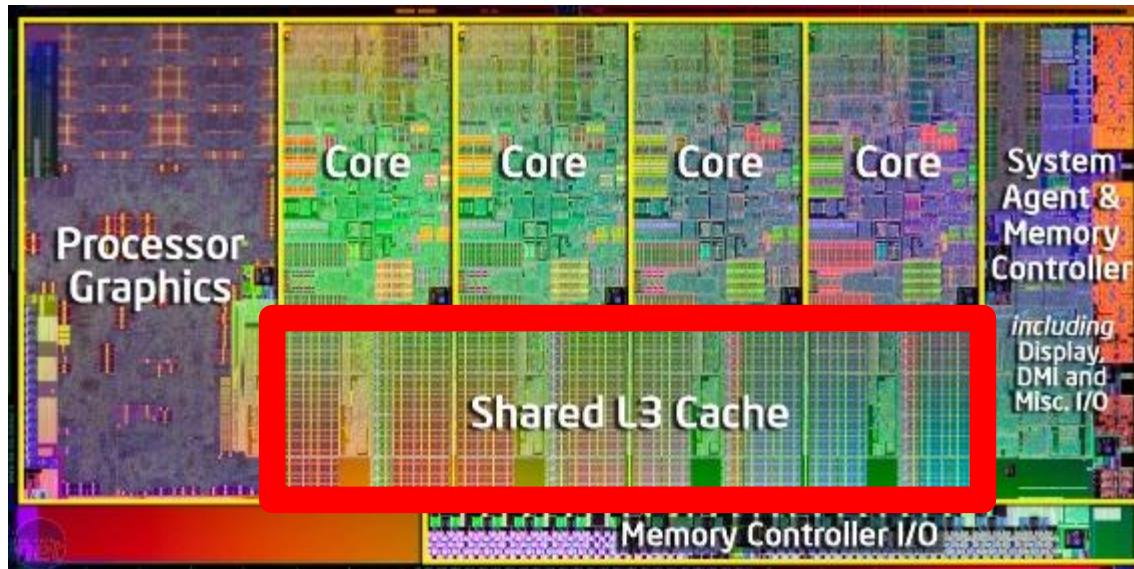 Processor
Graphics
Core
Core
Core
Core
System
Agent &
Memory
Controller
including
Display,
DMI and
Misc. I/O
Shared L3 Cache
Memory Controller I/O